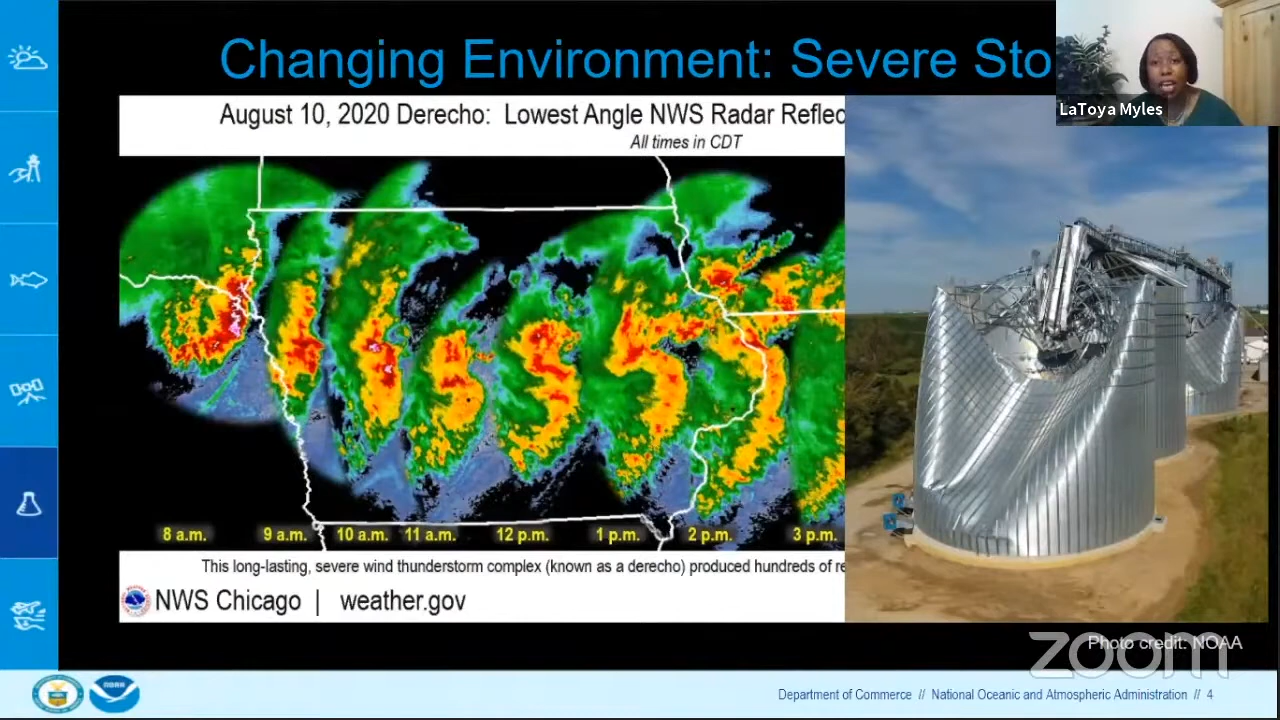 Changing Environment: Severe Sto
LaToya Myles
August 10, 2020 Derecho: Lowest Angle NWS Radar Reflec
All times in CDT
8 a.m. 9 a.m. 10 a.m. 11 a.m. 12 p.m. 1 p.m. 2 p.m. 3 p.m.
This long-lasting, severe wind thunderstorm complex (known as a derecho) produced hundreds of re
NWS Chicago | weather.gov
Photo credit: NOAA
zoom
NOAA
Department of Commerce // National Oceanic and Atmospheric Administration // 4